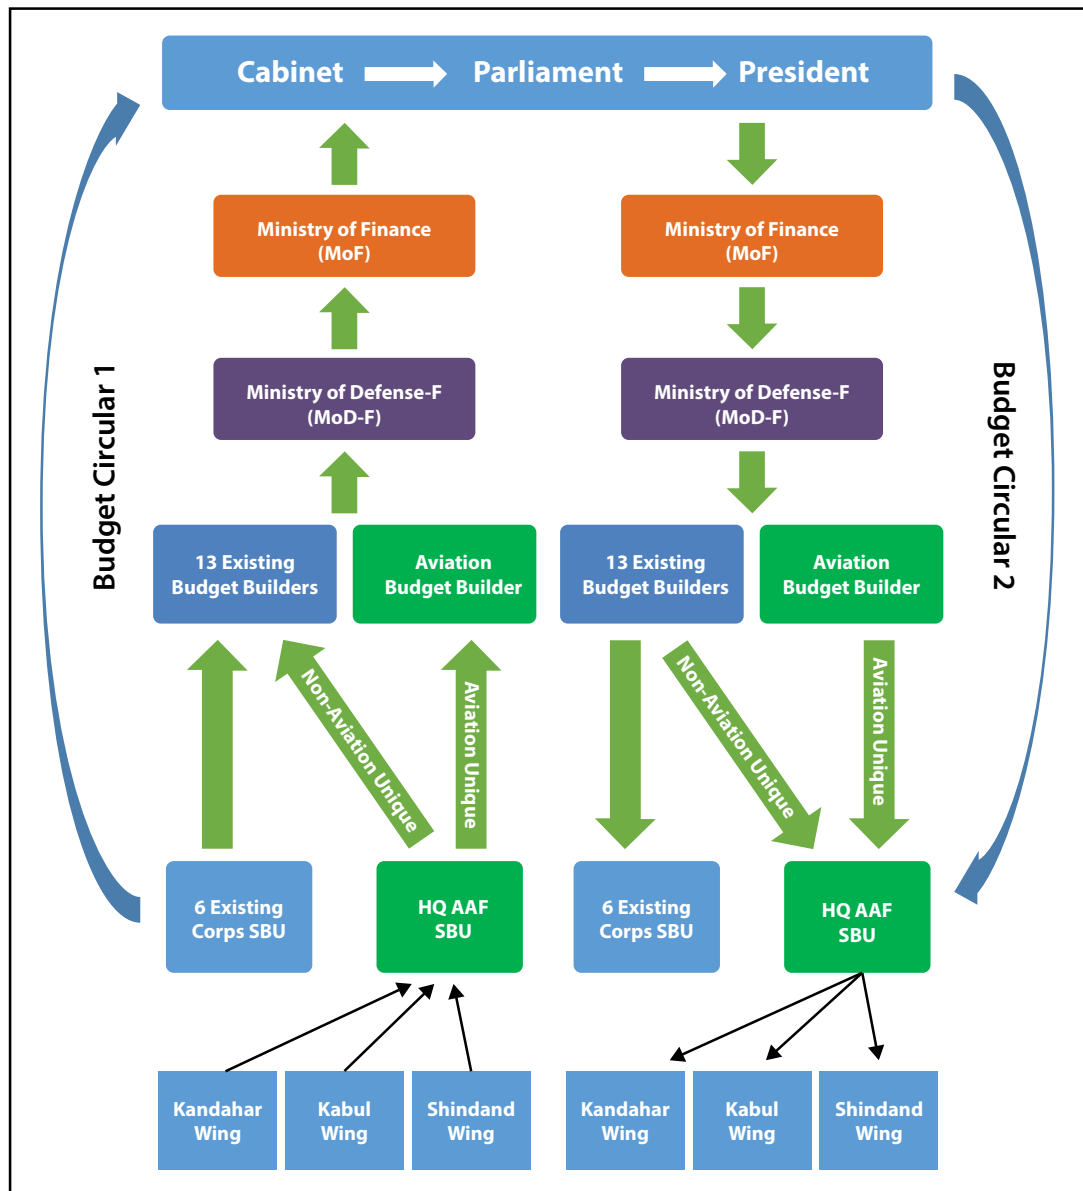 Cabinet Parliament President
Ministry of Finance
(MoF)
Ministry of Finance
(MoF)
Ministry of Defense-F
(MoD-F)
Ministry of Defense-F
(MoD-F)
Budget Circular 1
Budget Circular 2
13 Existing
Budget Builders
Aviation
Budget Builder
13 Existing
Budget Builders
Aviation
Budget Builder
Non-Aviation Unique
Aviation Unique
Non-Aviation Unique
Aviation Unique
6 Existing
Corps SBU
HQ AAF
SBU
6 Existing
Corps SBU
HQ AAF
SBU
Kandahar
Wing
Kabul
Wing
Shindand
Wing
Kandahar
Wing
Kabul
Wing
Shindand
Wing